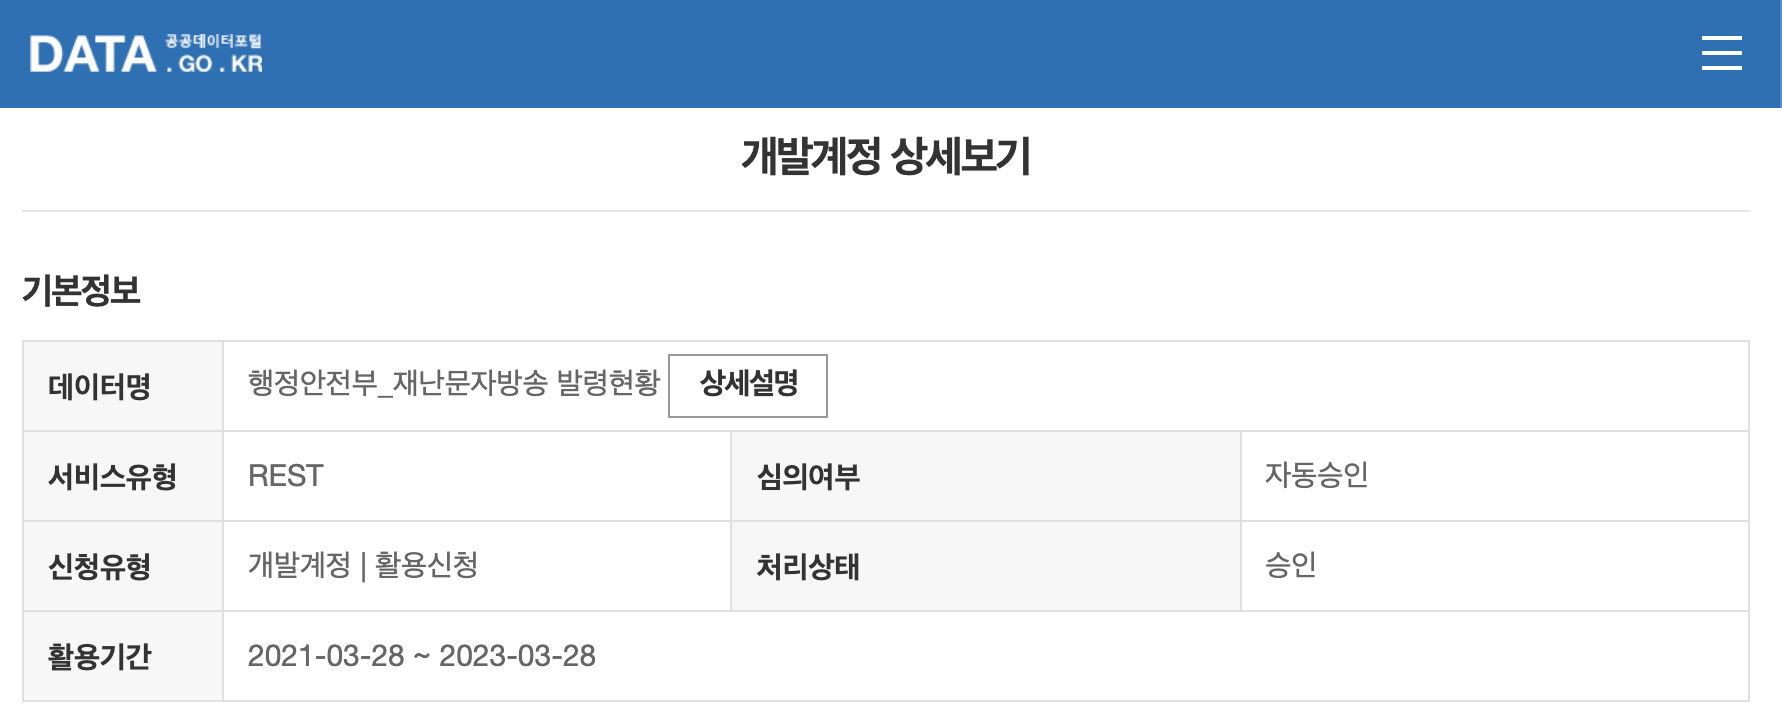 DATA 공공데이터포털
. GO . KR
개발계정 상세보기
기본정보
데이터명 행정안전부_재난문자방송 발령현황 상세설명
서비스유형 REST 심의여부 자동승인
신청유형 개발계정 | 활용신청 처리상태 승인
활용기간 2021-03-28 ~ 2023-03-28